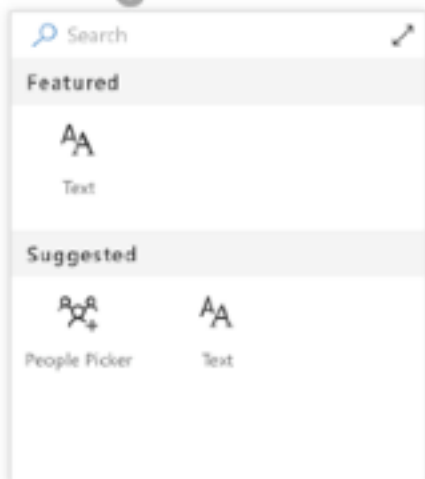 Search
Featured
Text
Suggested
People Picker Text